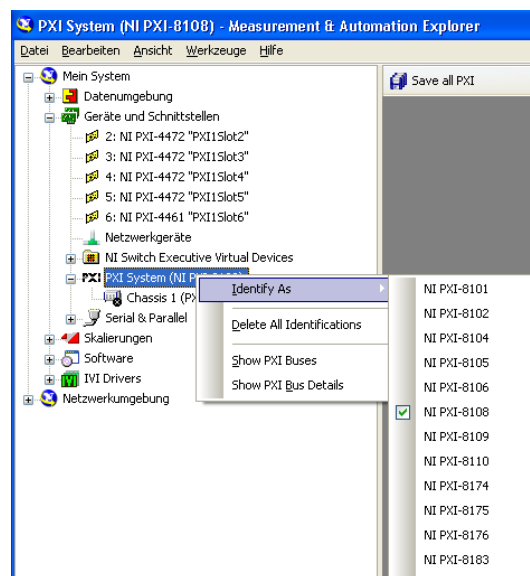 PXI System (NI PXI-8108) - Measurement & Automation Explorer
Datei Bearbeiten Ansicht Werkzeuge Hilfe
Mein System
Datenumgebung
Geräte und Schnittstellen
2: NI PXI-4472 "PXI1Slot2"
3: NI PXI-4472 "PXI1Slot3"
4: NI PXI-4472 "PXI1Slot4"
5: NI PXI-4472 "PXI1Slot5"
6: NI PXI-4461 "PXI1Slot6"
Netzwerkgeräte
NI Switch Executive Virtual Devices
PXI PXI System (NI
Chassis 1 (PX
Serial & Parallel
Skalierungen
Software
IVI Drivers
Netzwerkumgebung
Save all PXI
Identify As
Delete All Identifications
Show PXI Buses
Show PXI Bus Details
NI PXI-8101
NI PXI-8102
NI PXI-8104
NI PXI-8105
NI PXI-8106
NI PXI-8108
NI PXI-8109
NI PXI-8110
NI PXI-8174
NI PXI-8175
NI PXI-8176
NI PXI-8183